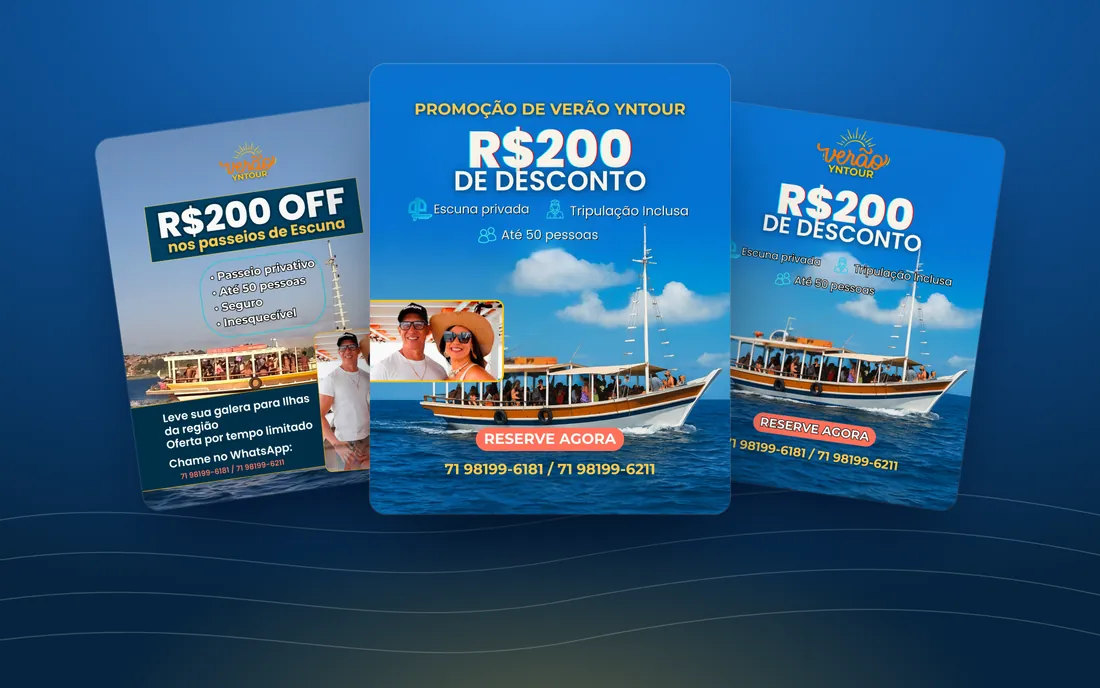 verão
YNTOUR
R$200 OFF
nos passeios de Escuna
• Passeio privativo
• Até 50 pessoas
• Seguro
• Inesquecível
Leve sua galera para Ilhas
da região
Oferta por tempo limitado
Chame no WhatsApp:
71 98199-6181 / 71 98199-6211
PROMOÇÃO DE VERÃO YNTOUR
R$200
DE DESCONTO
Escuna privada
Tripulação Inclusa
Até 50 pessoas
RESERVE AGORA
71 98199-6181 / 71 98199-6211
verão
YNTOUR
R$200
DE DESCONTO
Escuna privada
Tripulação Inclusa
Até 50 pessoas
RESERVE AGORA
71 98199-6181 / 71 98199-6211